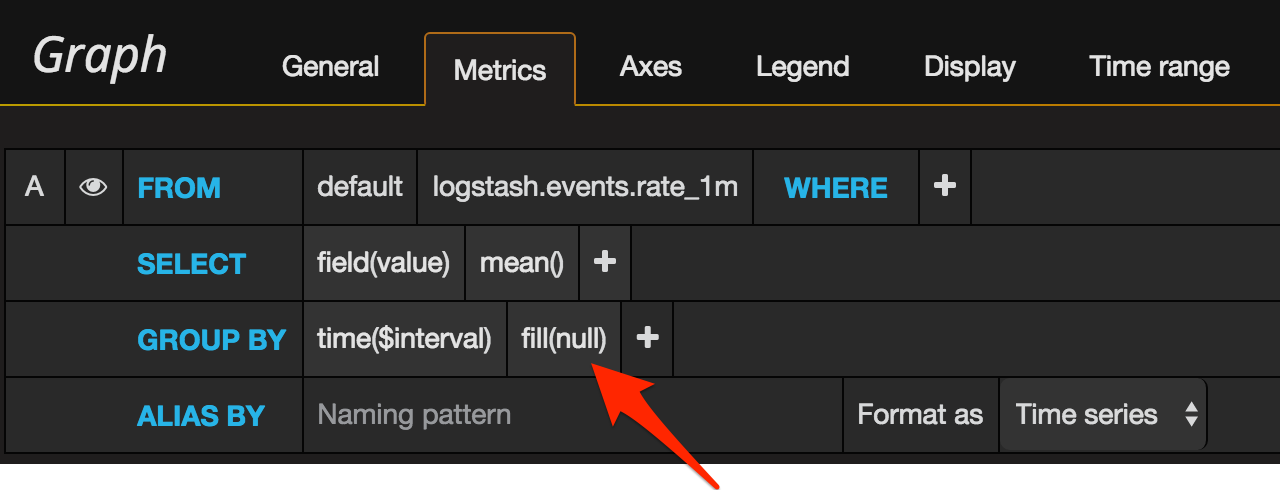 Graph General Metrics Axes Legend Display Time range
A FROM default logstash.events.rate_1m WHERE +
SELECT field(value) mean() +
GROUP BY time($interval) fill(null) +
ALIAS BY Naming pattern Format as Time series